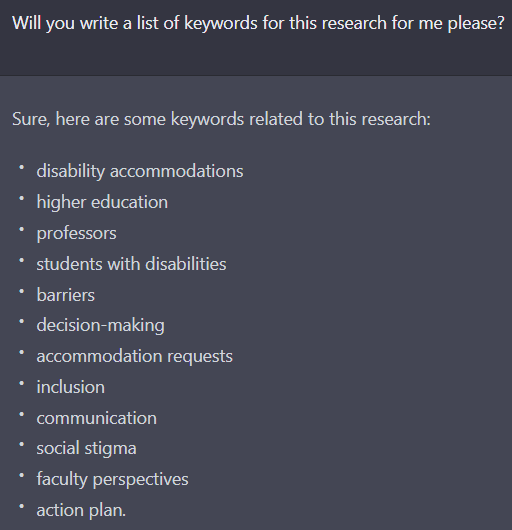 Will you write a list of keywords for this research for me please?
Sure, here are some keywords related to this research:
• disability accommodations
• higher education
• professors
• students with disabilities
• barriers
• decision-making
• accommodation requests
• inclusion
• communication
• social stigma
• faculty perspectives
• action plan.